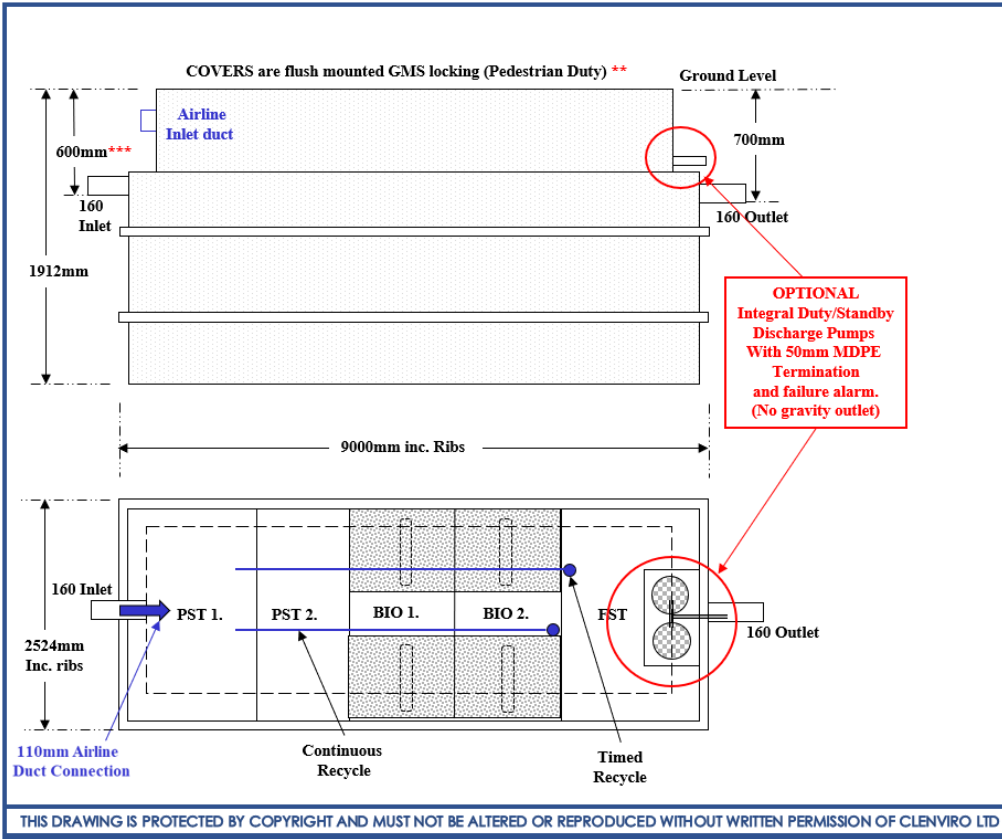 COVERS are flush mounted GMS locking (Pedestrian Duty) **
Ground Level
Airline
Inlet duct
600mm***
700mm
160
Inlet
160 Outlet
1912mm
OPTIONAL
Integral Duty/Standby
Discharge Pumps
With 50mm MDPE
Termination
and failure alarm.
(No gravity outlet)
9000mm inc. Ribs
160 Inlet
PST 1.
PST 2.
BIO 1.
BIO 2.
FST
160 Outlet
2524mm
Inc. ribs
110mm Airline
Duct Connection
Continuous
Recycle
Timed
Recycle
THIS DRAWING IS PROTECTED BY COPYRIGHT AND MUST NOT BE ALTERED OR REPRODUCED WITHOUT WRITTEN PERMISSION OF CLENVIRO LTD